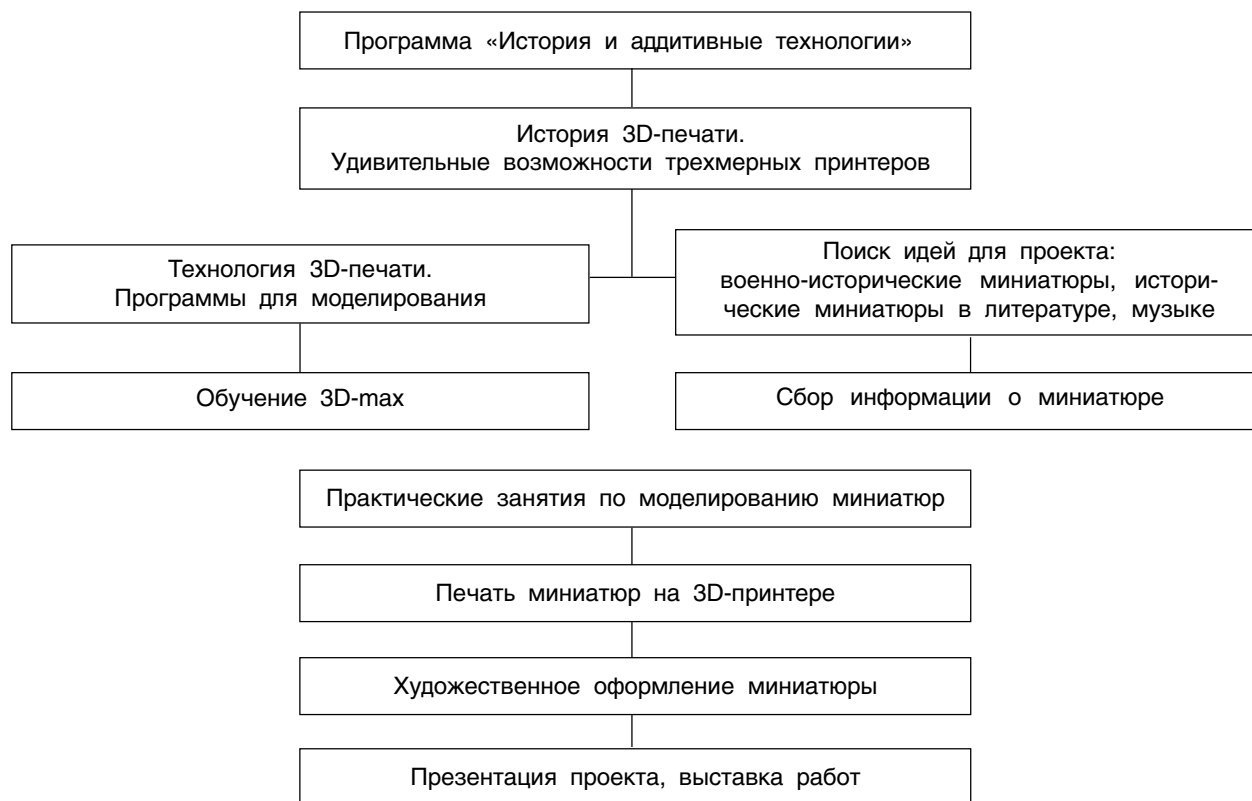 Программа «История и аддитивные технологии»
История 3D-печати.
Удивительные возможности трехмерных принтеров
Технология 3D-печати.
Программы для моделирования
Поиск идей для проекта:
военно-исторические миниатюры, истори-
ческие миниатюры в литературе, музыке
Обучение 3D-max
Сбор информации о миниатюре
Практические занятия по моделированию миниатюр
Печать миниатюр на 3D-принтере
Художественное оформление миниатюры
Презентация проекта, выставка работ